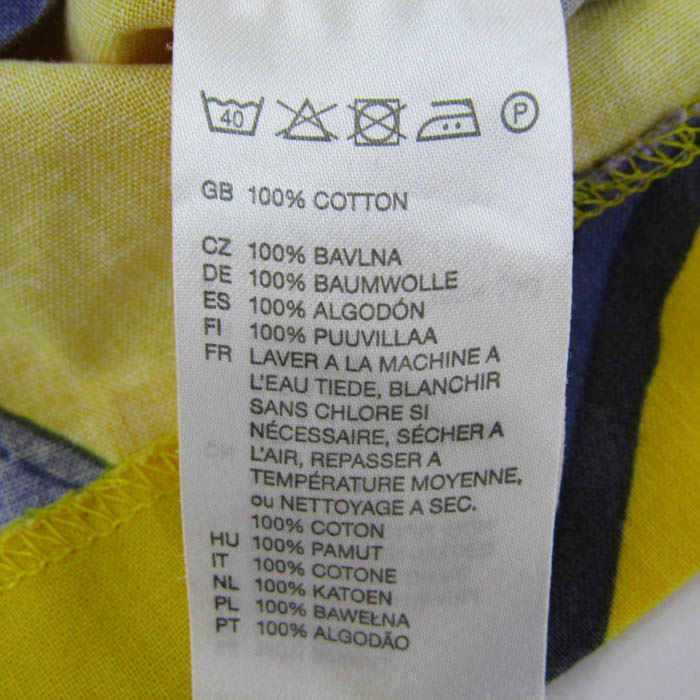 40 P
GB 100% COTTON
CZ 100% BAVLNA
DE 100% BAUMWOLLE
ES 100% ALGODÓN
FI 100% PUUVILLAA
FR LAVER A LA MACHINE A
L'EAU TIEDE, BLANCHIR
SANS CHLORE SI
NÉCESSAIRE, SÉCHER A
L'AIR, REPASSER A
TEMPÉRATURE MOYENNE,
ou NETTOYAGE A SEC.
100% COTON
HU 100% PAMUT
IT 100% COTONE
NL 100% KATOEN
PL 100% BAWEŁNA
PT 100% ALGODÃO